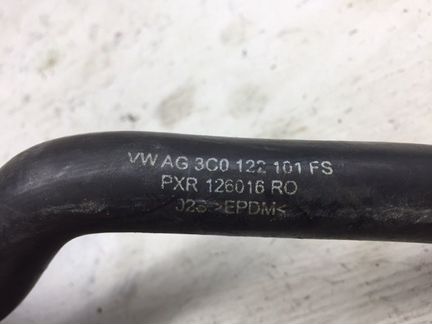 VW AG 3C0 122 101 FS
PXR 126016 RO
>EPDM<